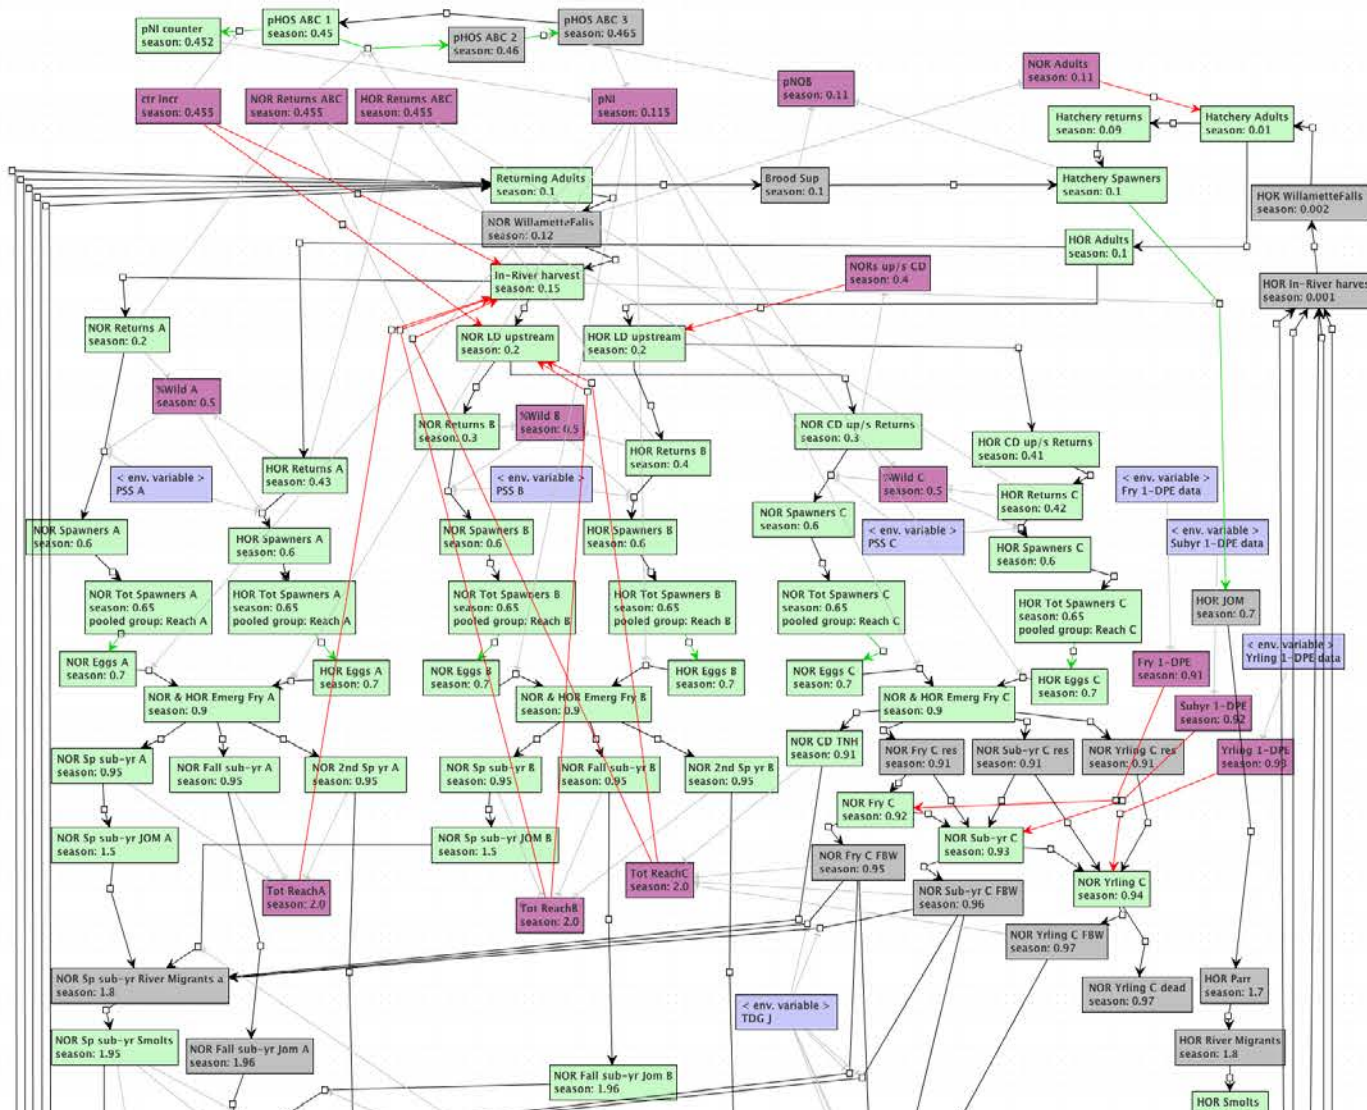 pNI counter
season: 0.452
pHOS ABC 1
season: 0.45
pHOS ABC 2
season: 0.46
pHOS ABC 3
season: 0.465
ctr Incr
season: 0.455
NOR Returns ABC
season: 0.455
HOR Returns ABC
season: 0.455
pNI
season: 0.115
pNOB
season: 0.11
NOR Adults
season: 0.11
Hatchery returns
season: 0.09
Hatchery Adults
season: 0.01
Returning Adults
season: 0.1
Brood Sup
season: 0.1
Hatchery Spawners
season: 0.1
HOR WillametteFalls
season: 0.002
NOR WillametteFalls
season: 0.12
HOR Adults
season: 0.1
In-River harvest
season: 0.15
NORs up/s CD
season: 0.4
HOR In-River harves
season: 0.001
NOR Returns A
season: 0.2
NOR LD upstream
season: 0.2
HOR LD upstream
season: 0.2
%Wild A
season: 0.5
%Wild B
season: 0.5
NOR Returns B
season: 0.3
HOR Returns B
season: 0.4
NOR CD up/s Returns
season: 0.3
HOR CD up/s Returns
season: 0.41
HOR Returns A
season: 0.43
< env. variable >
PSS A
< env. variable >
PSS B
%Wild C
season: 0.5
HOR Returns C
season: 0.42
< env. variable >
Fry 1-DPE data
NOR Spawners A
season: 0.6
HOR Spawners A
season: 0.6
NOR Spawners B
season: 0.6
HOR Spawners B
season: 0.6
NOR Spawners C
season: 0.6
< env. variable >
PSS C
HOR Spawners C
season: 0.6
< env. variable >
Subyr 1-DPE data
NOR Tot Spawners A
season: 0.65
pooled group: Reach A
HOR Tot Spawners A
season: 0.65
pooled group: Reach A
NOR Tot Spawners B
season: 0.65
pooled group: Reach B
HOR Tot Spawners B
season: 0.65
pooled group: Reach B
NOR Tot Spawners C
season: 0.65
pooled group: Reach C
HOR Tot Spawners C
season: 0.65
pooled group: Reach C
HOR JOM
season: 0.7
< env. variable >
Yrling 1-DPE data
NOR Eggs A
season: 0.7
HOR Eggs A
season: 0.7
NOR Eggs B
season: 0.7
HOR Eggs B
season: 0.7
NOR Eggs C
season: 0.7
HOR Eggs C
season: 0.7
Fry 1-DPE
season: 0.91
NOR & HOR Emerg Fry A
season: 0.9
NOR & HOR Emerg Fry B
season: 0.9
NOR & HOR Emerg Fry C
season: 0.9
Subyr 1-DPE
season: 0.92
NOR Sp sub-yr A
season: 0.95
NOR Fall sub-yr A
season: 0.95
NOR 2nd Sp yr A
season: 0.95
NOR Sp sub-yr B
season: 0.95
NOR Fall sub-yr B
season: 0.95
NOR 2nd Sp yr B
season: 0.95
NOR CD TNH
season: 0.91
NOR Fry C res
season: 0.91
NOR Sub-yr C res
season: 0.91
NOR Yrling C res
season: 0.91
Yrling 1-DPE
season: 0.93
NOR Fry C
season: 0.92
NOR Sp sub-yr JOM A
season: 1.5
NOR Sp sub-yr JOM B
season: 1.5
NOR Sub-yr C
season: 0.93
NOR Fry C FBW
season: 0.95
Tot ReachA
season: 2.0
Tot ReachB
season: 2.0
Tot ReachC
season: 2.0
NOR Sub-yr C FBW
season: 0.96
NOR Yrling C
season: 0.94
NOR Yrling C FBW
season: 0.97
NOR Sp sub-yr River Migrants a
season: 1.8
NOR Yrling C dead
season: 0.97
HOR Parr
season: 1.7
< env. variable >
TDG J
NOR Sp sub-yr Smolts
season: 1.95
NOR Fall sub-yr Jom A
season: 1.96
HOR River Migrants
season: 1.8
NOR Fall sub-yr Jom B
season: 1.96
HOR Smolts